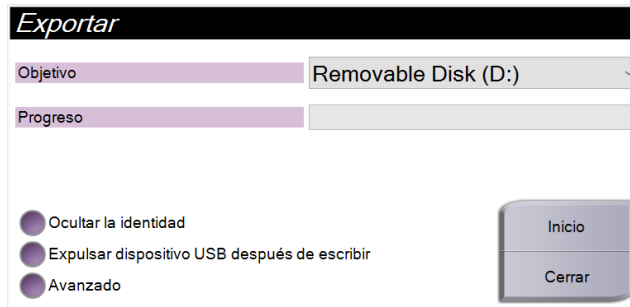 Exportar
Objetivo
Removable Disk (D:)
Progreso
Ocultar la identidad
Expulsar dispositivo USB después de escribir
Avanzado
Inicio
Cerrar